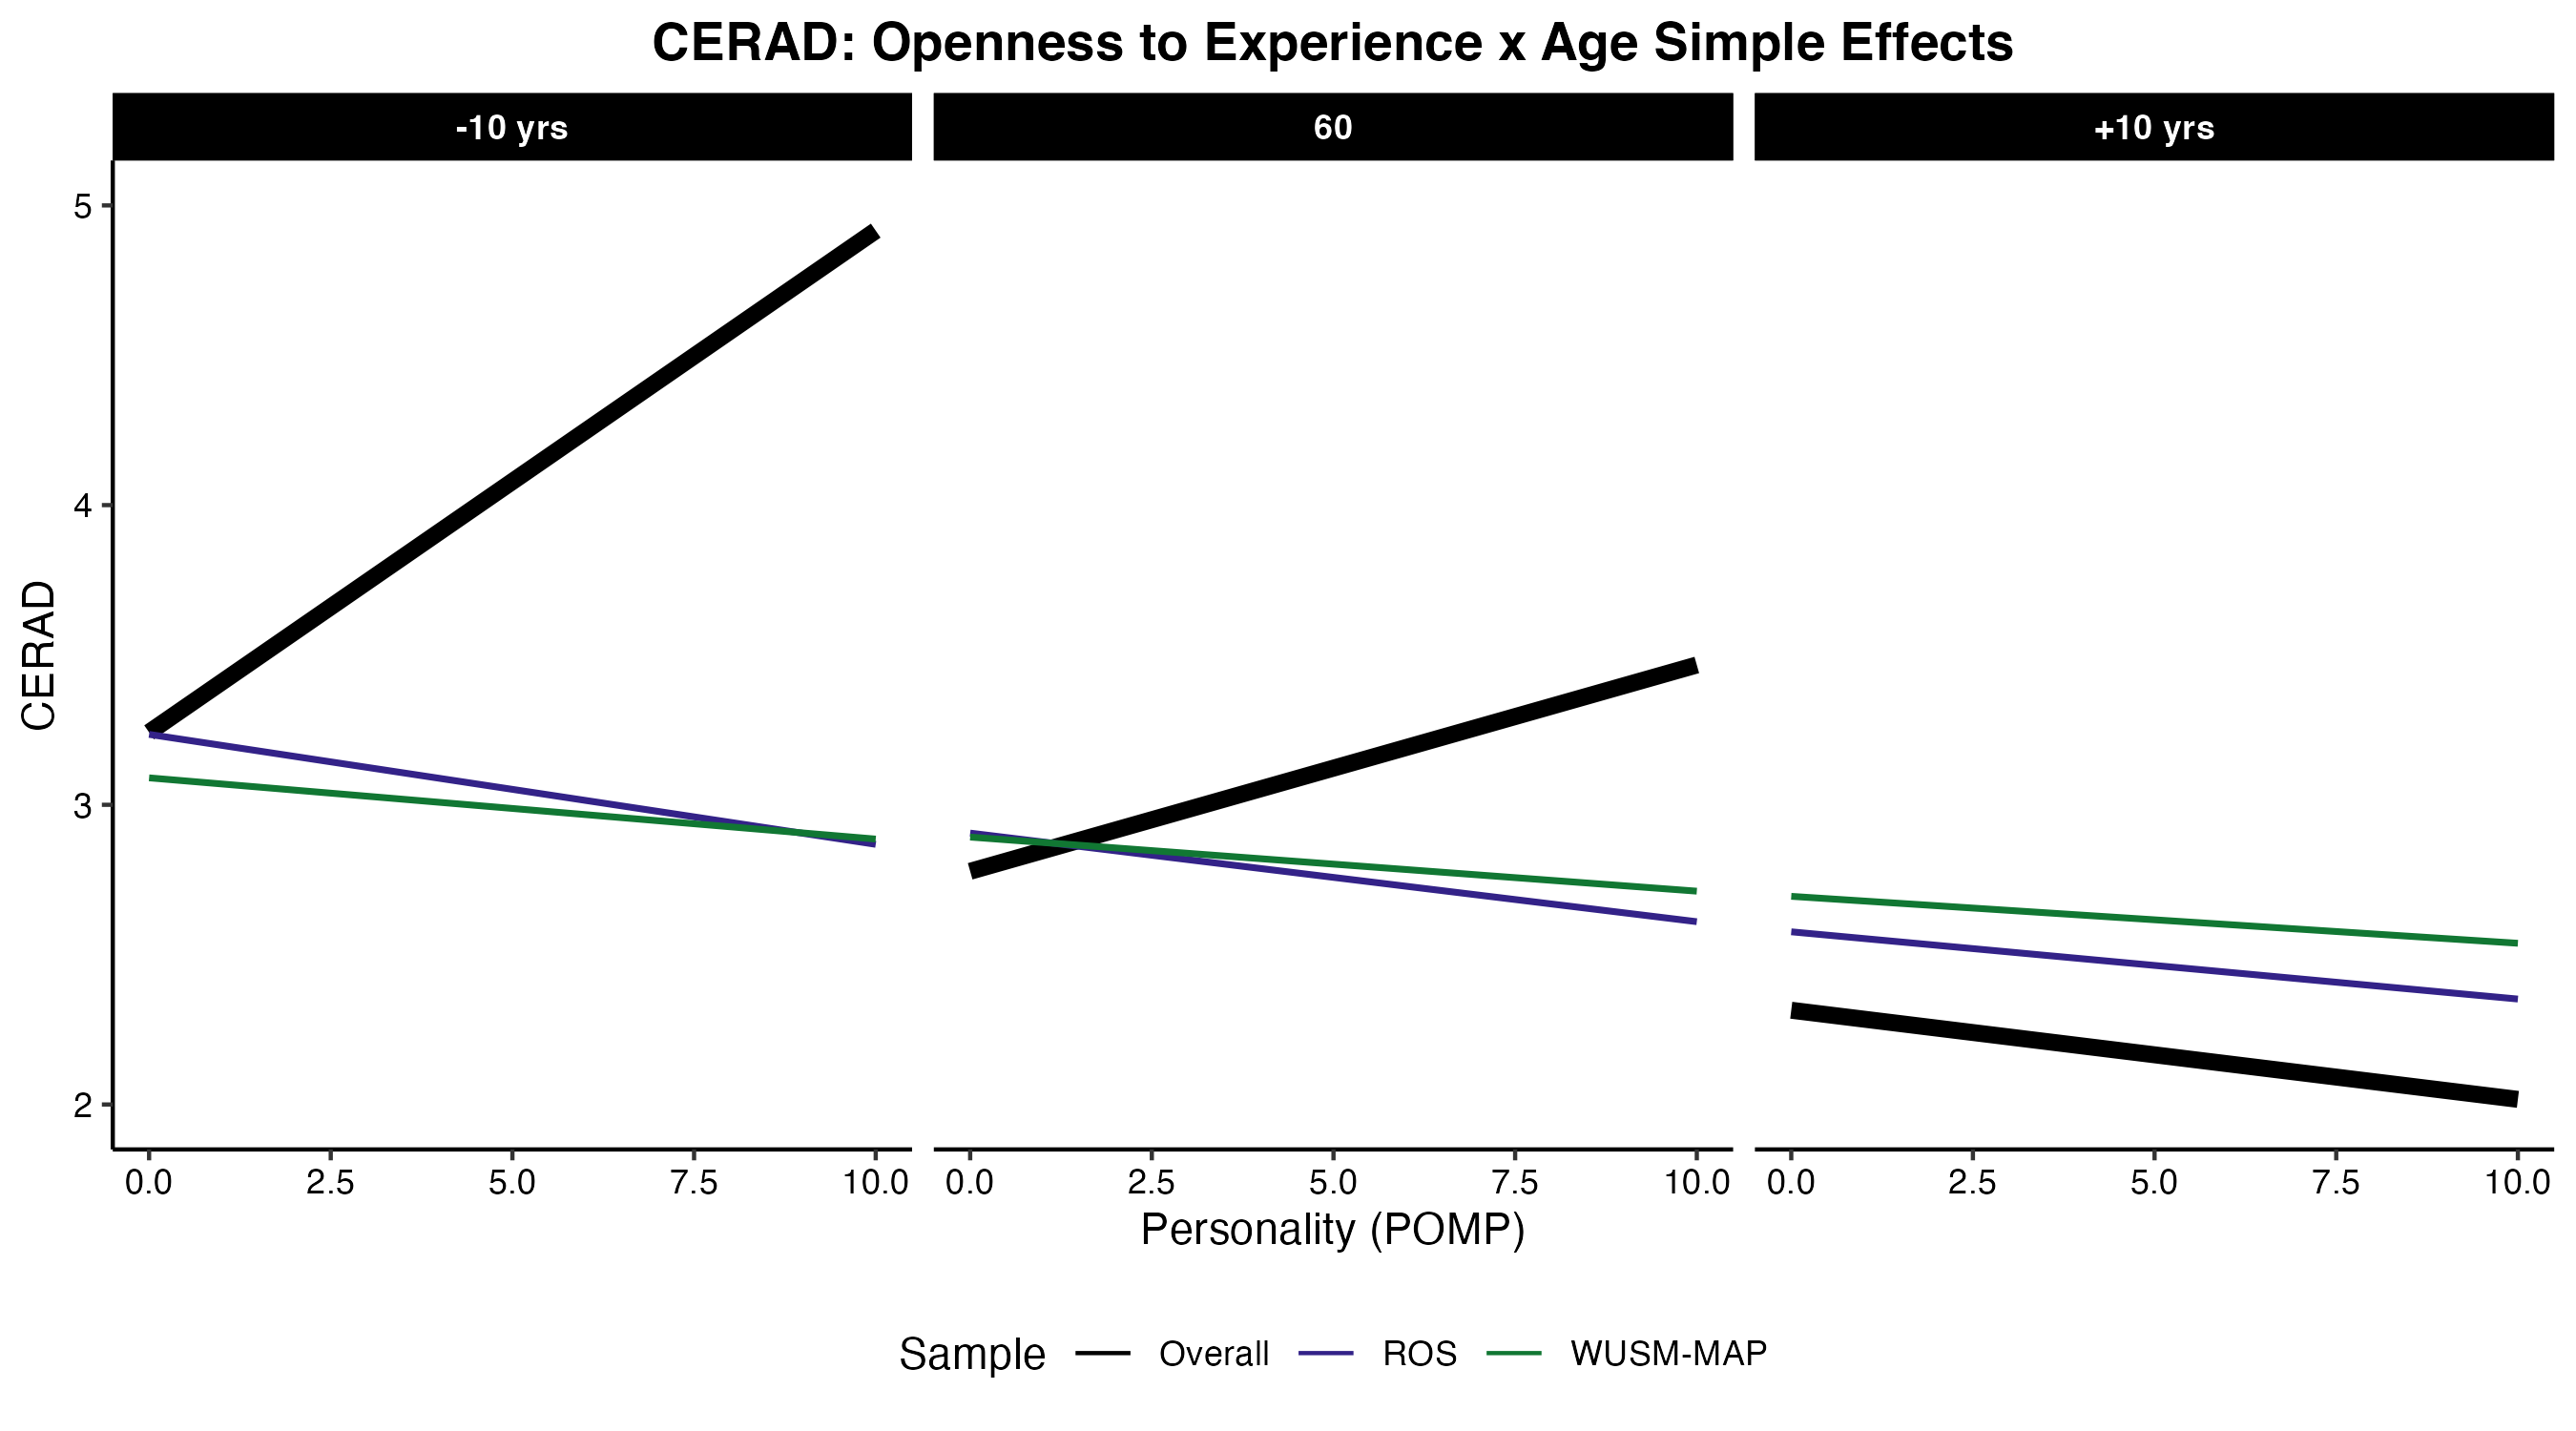 CERAD: Openness to Experience x Age Simple Effects
-10 yrs 60 +10 yrs
5
4
3
2
CERAD
0.0 2.5 5.0 7.5 10.0 0.0 2.5 5.0 7.5 10.0 0.0 2.5 5.0 7.5 10.0
Personality (POMP)
Sample Overall ROS WUSM-MAP